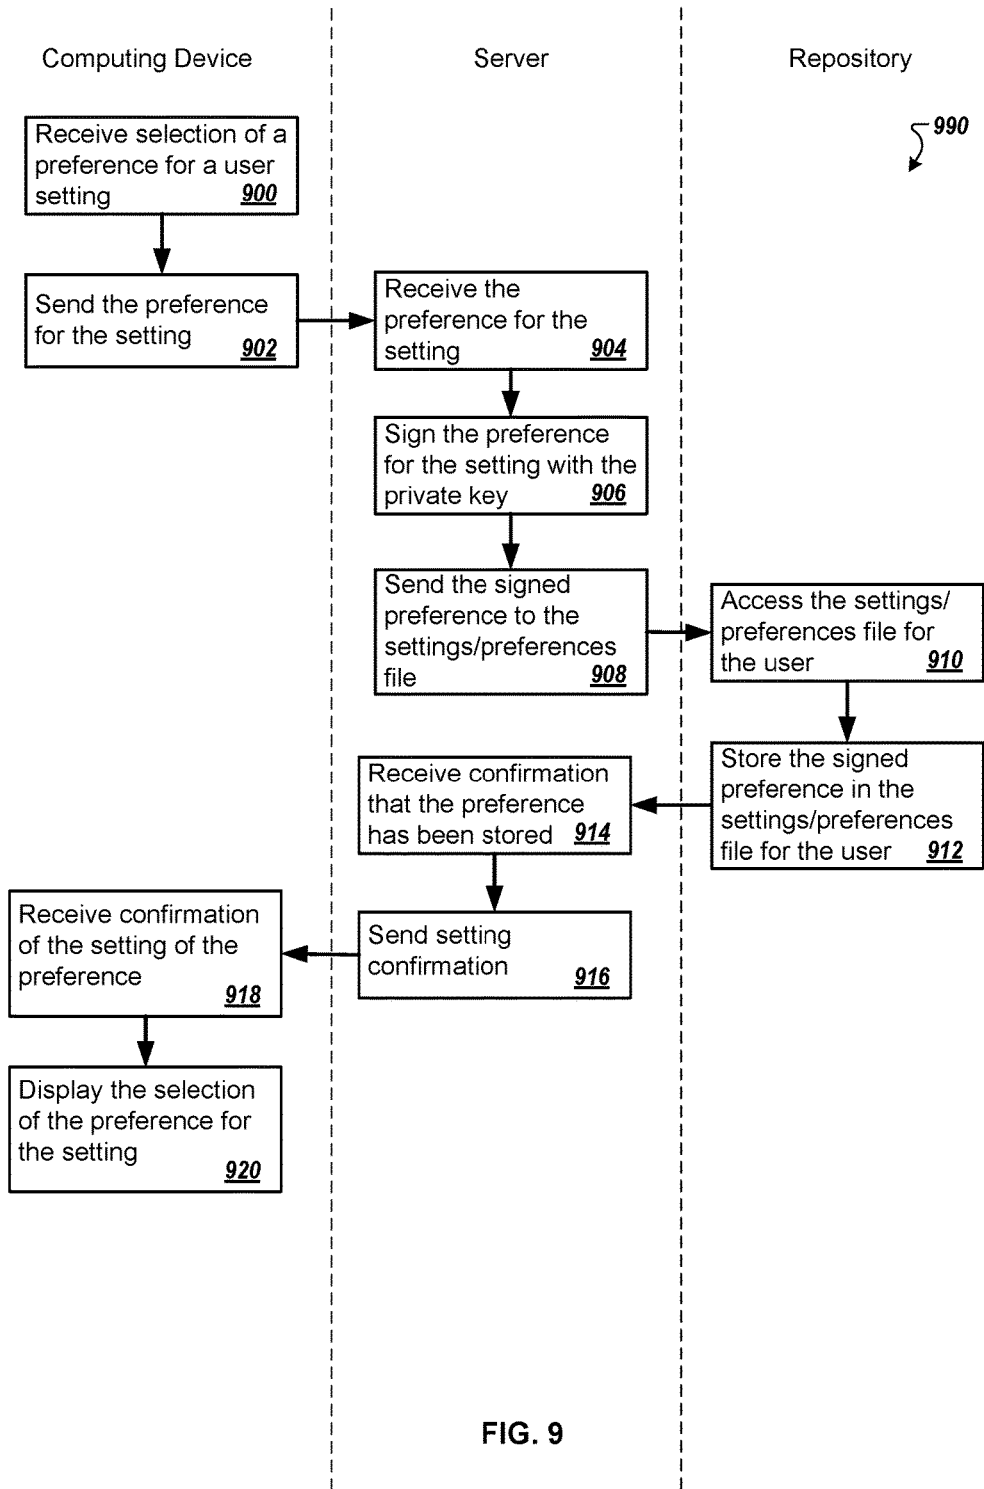 Computing Device
Server
Repository
990
Receive selection of a
preference for a user
setting
900
Send the preference
for the setting
902
Receive the
preference for the
setting
904
Sign the preference
for the setting with the
private key
906
Send the signed
preference to the
settings/preferences
file
908
Access the settings/
preferences file for
the user
910
Store the signed
preference in the
settings/preferences
file for the user
912
Receive confirmation
that the preference
has been stored
914
Send setting
confirmation
916
Receive confirmation
of the setting of the
preference
918
Display the selection
of the preference for
the setting
920
FIG. 9